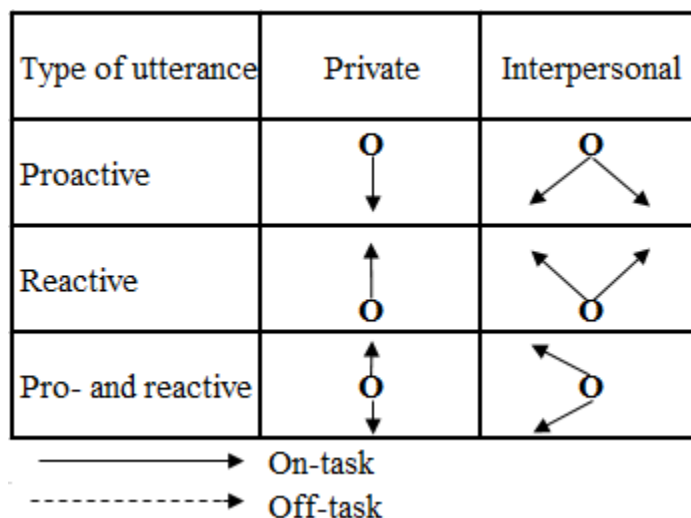 Type of utterance Private Interpersonal
O O
Proactive
Reactive
O O
Pro- and reactive O O
On-task
Off-task